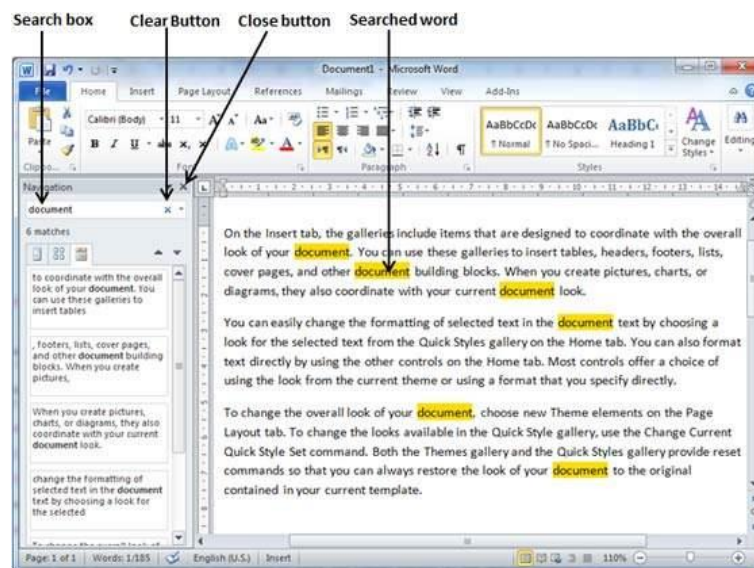 Search box Clear Button Close button Searched word
Document1 - Microsoft Word
File Home Insert Page Layout References Mailings Review View Add-Ins
Calibri (Body) 11 A A Aa
Paste B I U abc x, x A A
AaBbCcDc AaBbCcDc AaBbC
¶ Normal ¶ No Spaci... Heading 1 Change Styles Editing
Clipbo... Font Paragraph Styles
Navigation
document
6 matches
to coordinate with the overall
look of your document. You
can use these galleries to
insert tables
, footers, lists, cover pages,
and other document building
blocks. When you create
pictures,
When you create pictures,
charts, or diagrams, they also
coordinate with your current
document look.
change the formatting of
selected text in the document
text by choosing a look for
the selected
To change the overall look of
On the Insert tab, the galleries include items that are designed to coordinate with the overall
look of your document. You can use these galleries to insert tables, headers, footers, lists,
cover pages, and other document building blocks. When you create pictures, charts, or
diagrams, they also coordinate with your current document look.
You can easily change the formatting of selected text in the document text by choosing a
look for the selected text from the Quick Styles gallery on the Home tab. You can also format
text directly by using the other controls on the Home tab. Most controls offer a choice of
using the look from the current theme or using a format that you specify directly.
To change the overall look of your document, choose new Theme elements on the Page
Layout tab. To change the looks available in the Quick Style gallery, use the Change Current
Quick Style Set command. Both the Themes gallery and the Quick Styles gallery provide reset
commands so that you can always restore the look of your document to the original
contained in your current template.
Page: 1 of 1 Words: 1/185 English (U.S.) Insert 110%